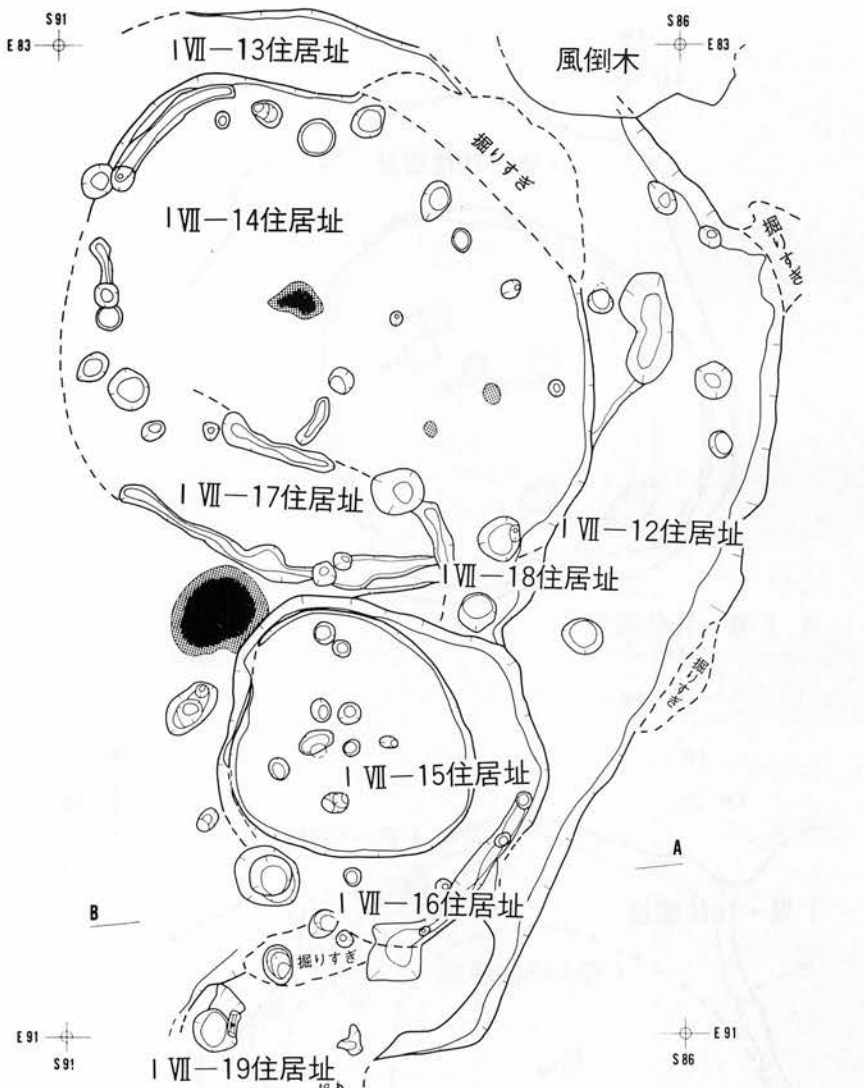 S91
E83
S86
E83
I Ⅶ－13住居址
風倒木
掘りすぎ
I Ⅶ－14住居址
掘りすぎ
I Ⅶ－17住居址
I Ⅶ－12住居址
I Ⅶ－18住居址
掘りすぎ
I Ⅶ－15住居址
A
I Ⅶ－16住居址
B
掘りすぎ
E91
S91
E91
S86
I Ⅶ－19住居址